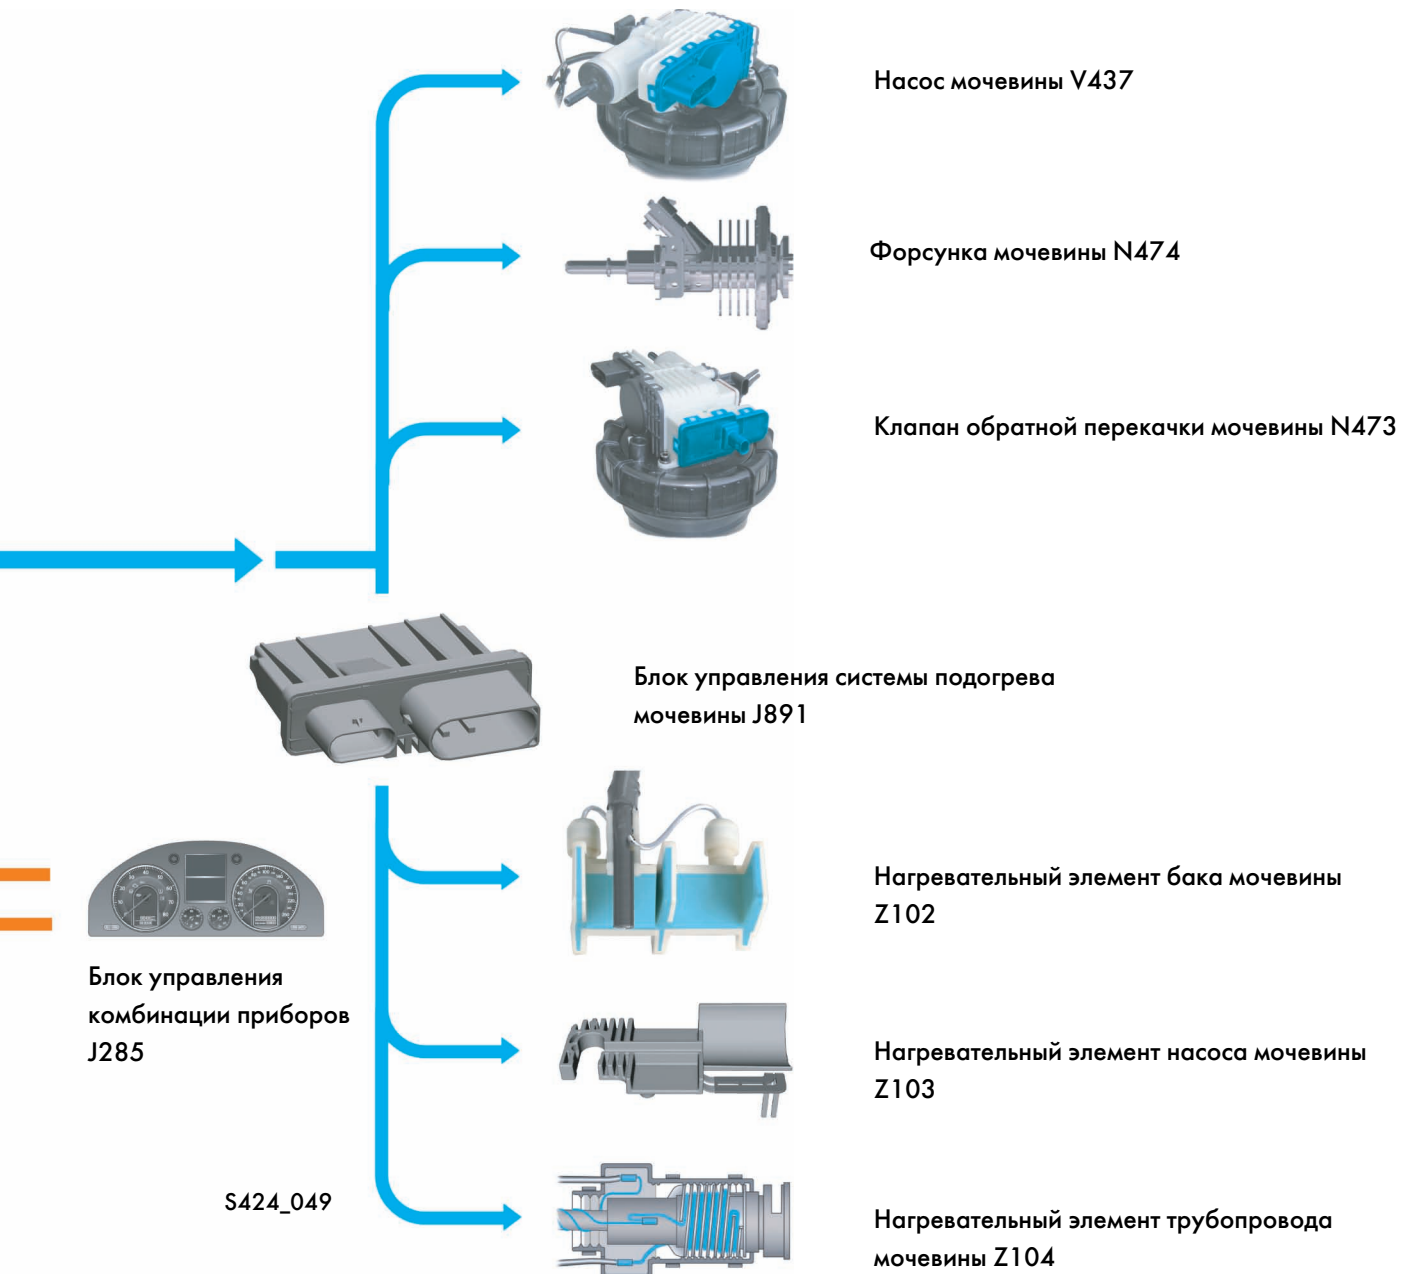 Насос мочевины V437
Форсунка мочевины N474
Клапан обратной перекачки мочевины N473
Блок управления системы подогрева
мочевины J891
Нагревательный элемент бака мочевины
Z102
Блок управления
комбинации приборов
J285
Нагревательный элемент насоса мочевины
Z103
S424_049
Нагревательный элемент трубопровода
мочевины Z104